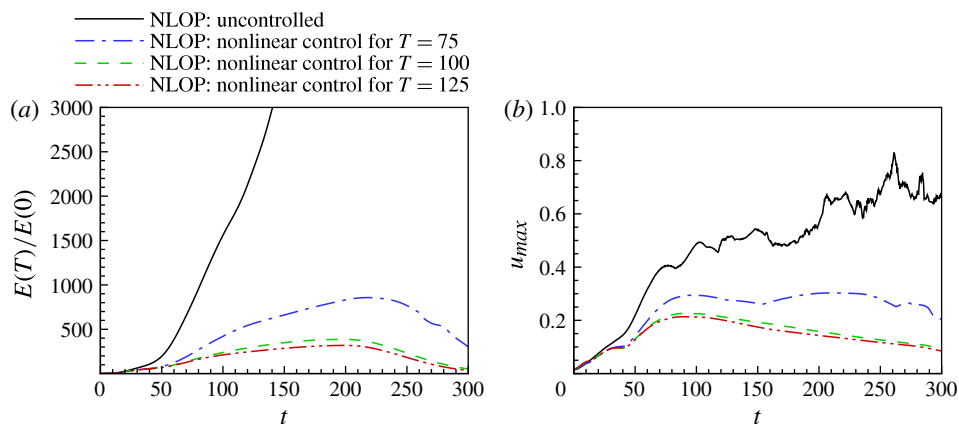 NLOP: uncontrolled
NLOP: nonlinear control for T = 75
NLOP: nonlinear control for T = 100
NLOP: nonlinear control for T = 125
(a)
3000
2500
2000
1500
1000
500
0
50
100
150
200
250
300
E(T)/E(0)
t
(b)
1.0
0.8
0.6
0.4
0.2
0
50
100
150
200
250
300
u_max
t